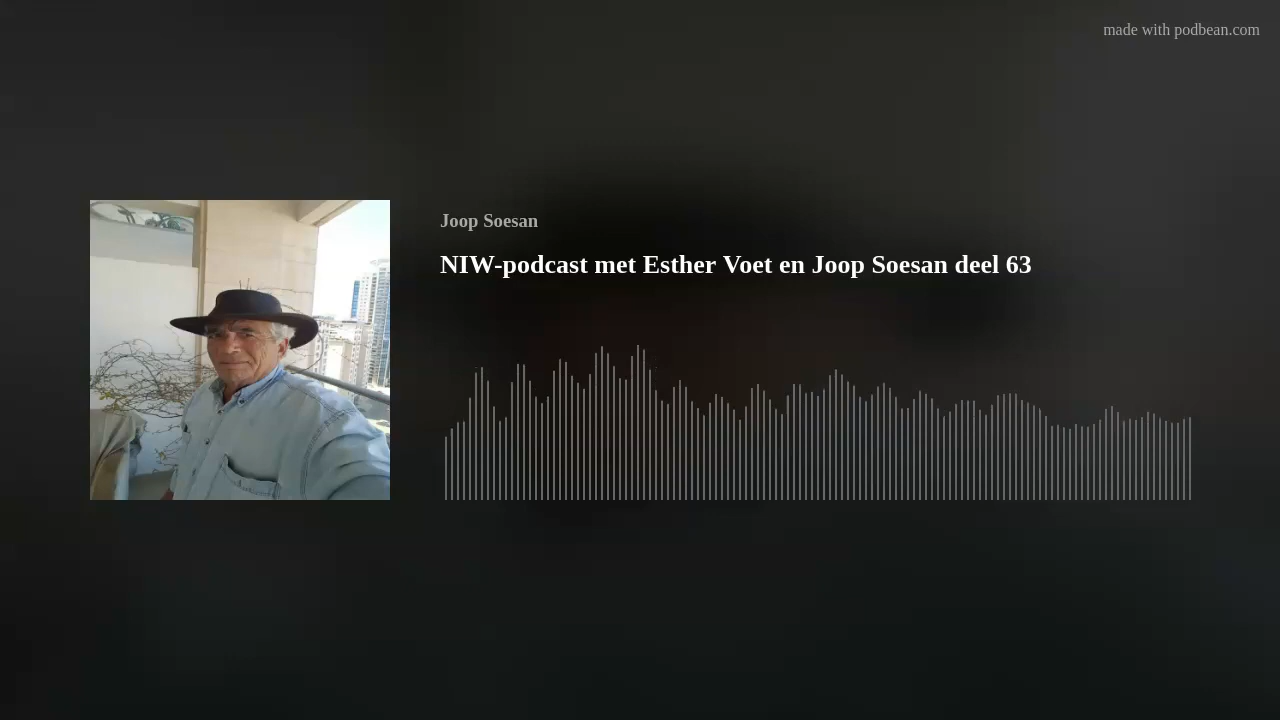 made with podbean.com
Joop Soesan
NIW-podcast met Esther Voet en Joop Soesan deel 63